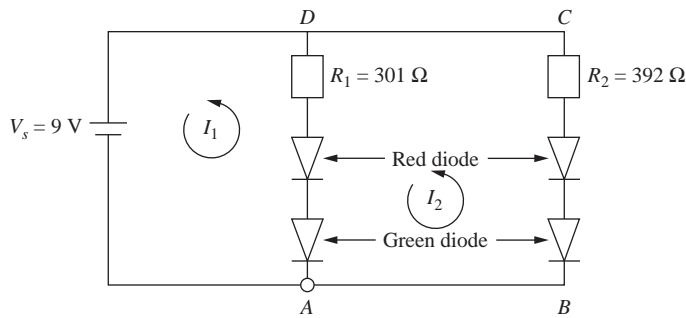 D
C
R₁ = 301 Ω
R₂ = 392 Ω
Vₛ = 9 V
I₁
Red diode
I₂
Green diode
A
B